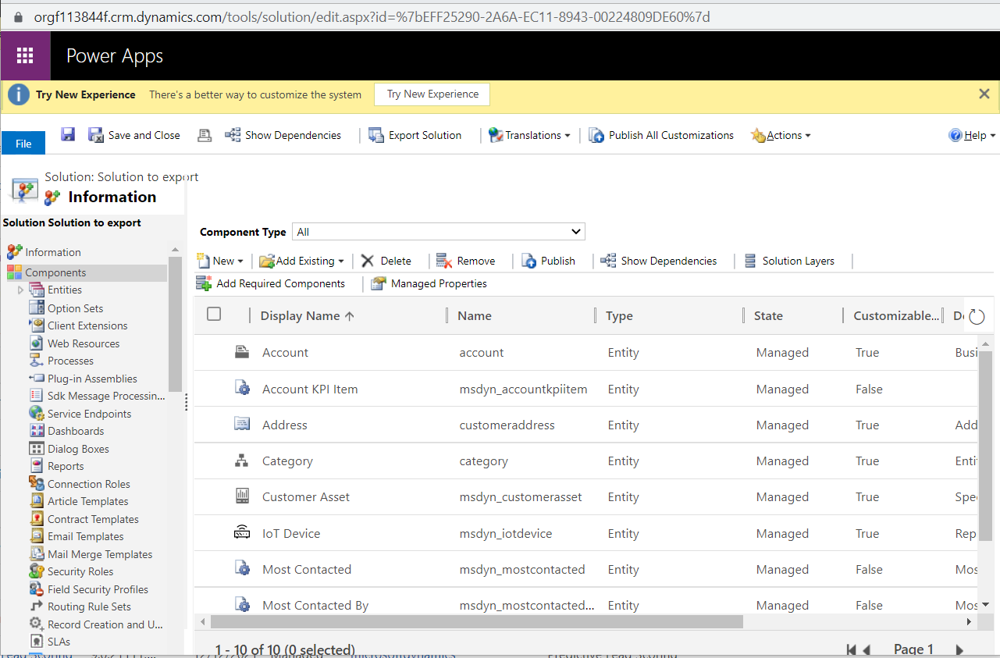 orgf113844f.crm.dynamics.com/tools/solution/edit.aspx?id=%7bEFF25290-2A6A-EC11-8943-00224809DE60%7d
Power Apps
Try New Experience There's a better way to customize the system Try New Experience
File Save and Close Show Dependencies Export Solution Translations Publish All Customizations Actions Help
Solution: Solution to export
Information
Solution Solution to export
Information
Components
Entities
Option Sets
Client Extensions
Web Resources
Processes
Plug-in Assemblies
Sdk Message Processin...
Service Endpoints
Dashboards
Dialog Boxes
Reports
Connection Roles
Article Templates
Contract Templates
Email Templates
Mail Merge Templates
Security Roles
Field Security Profiles
Routing Rule Sets
Record Creation and U...
SLAs
Component Type All
New Add Existing Delete Remove Publish Show Dependencies Solution Layers
Add Required Components Managed Properties
Display Name Name Type State Customizable...
Account account Entity Managed True Busi
Account KPI Item msdyn_accountkpiitem Entity Managed False
Address customeraddress Entity Managed True Add
Category category Entity Managed True Enti
Customer Asset msdyn_customerasset Entity Managed True Spe
IoT Device msdyn_iotdevice Entity Managed True Rep
Most Contacted msdyn_mostcontacted Entity Managed False Mos
Most Contacted By msdyn_mostcontacted... Entity Managed False Mos
1 - 10 of 10 (0 selected) Page 1